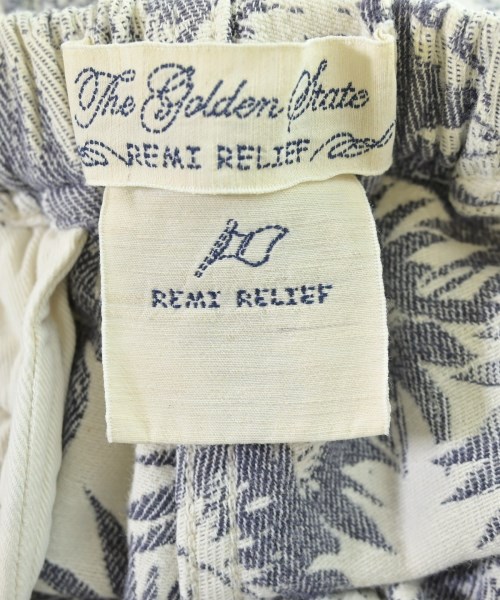 The Golden State
REMI RELIEF
REMI RELIEF